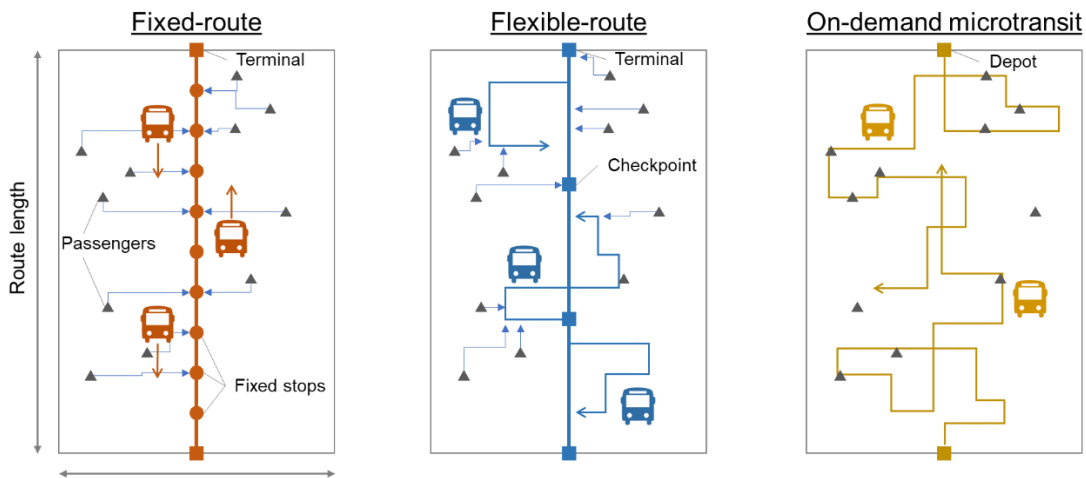 Fixed-route
Flexible-route
On-demand microtransit
Terminal
Terminal
Depot
Checkpoint
Route length
Passengers
Fixed stops